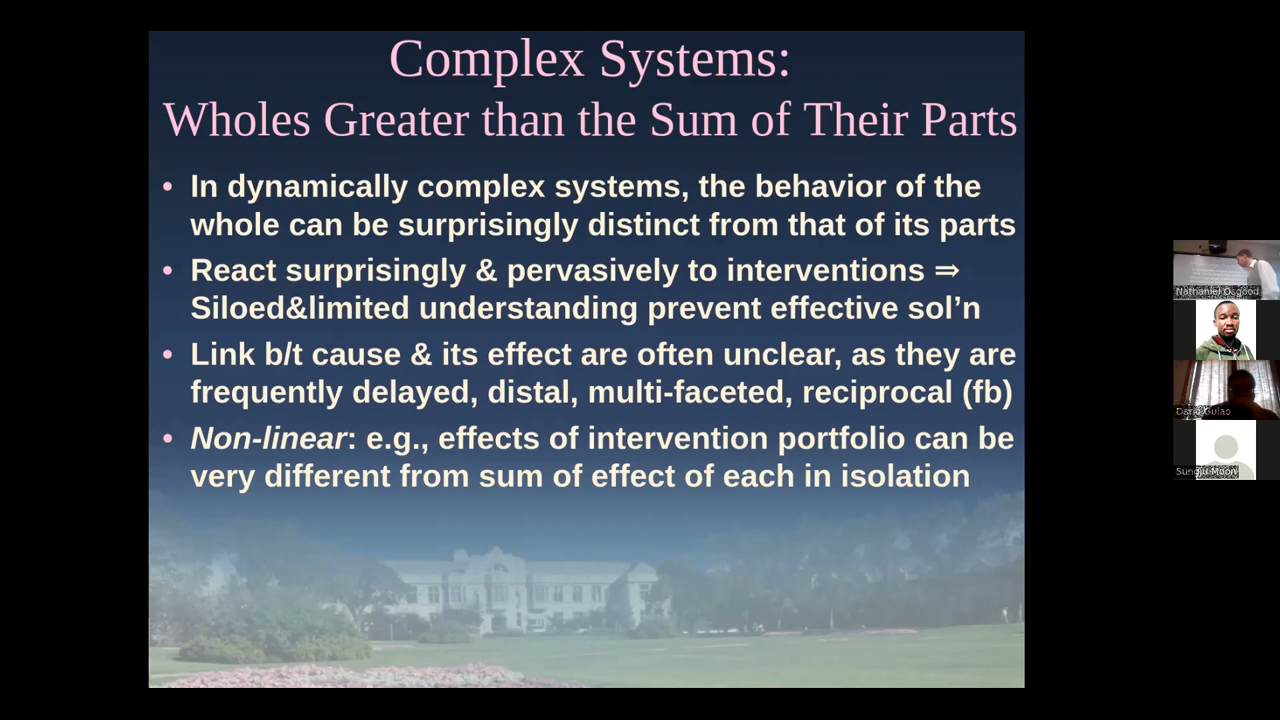 Complex Systems:
Wholes Greater than the Sum of Their Parts
• In dynamically complex systems, the behavior of the
whole can be surprisingly distinct from that of its parts
• React surprisingly & pervasively to interventions ⇒
Siloed&limited understanding prevent effective sol’n
• Link b/t cause & its effect are often unclear, as they are
frequently delayed, distal, multi-faceted, reciprocal (fb)
• Non-linear: e.g., effects of intervention portfolio can be
very different from sum of effect of each in isolation
Nathaniel Osgood